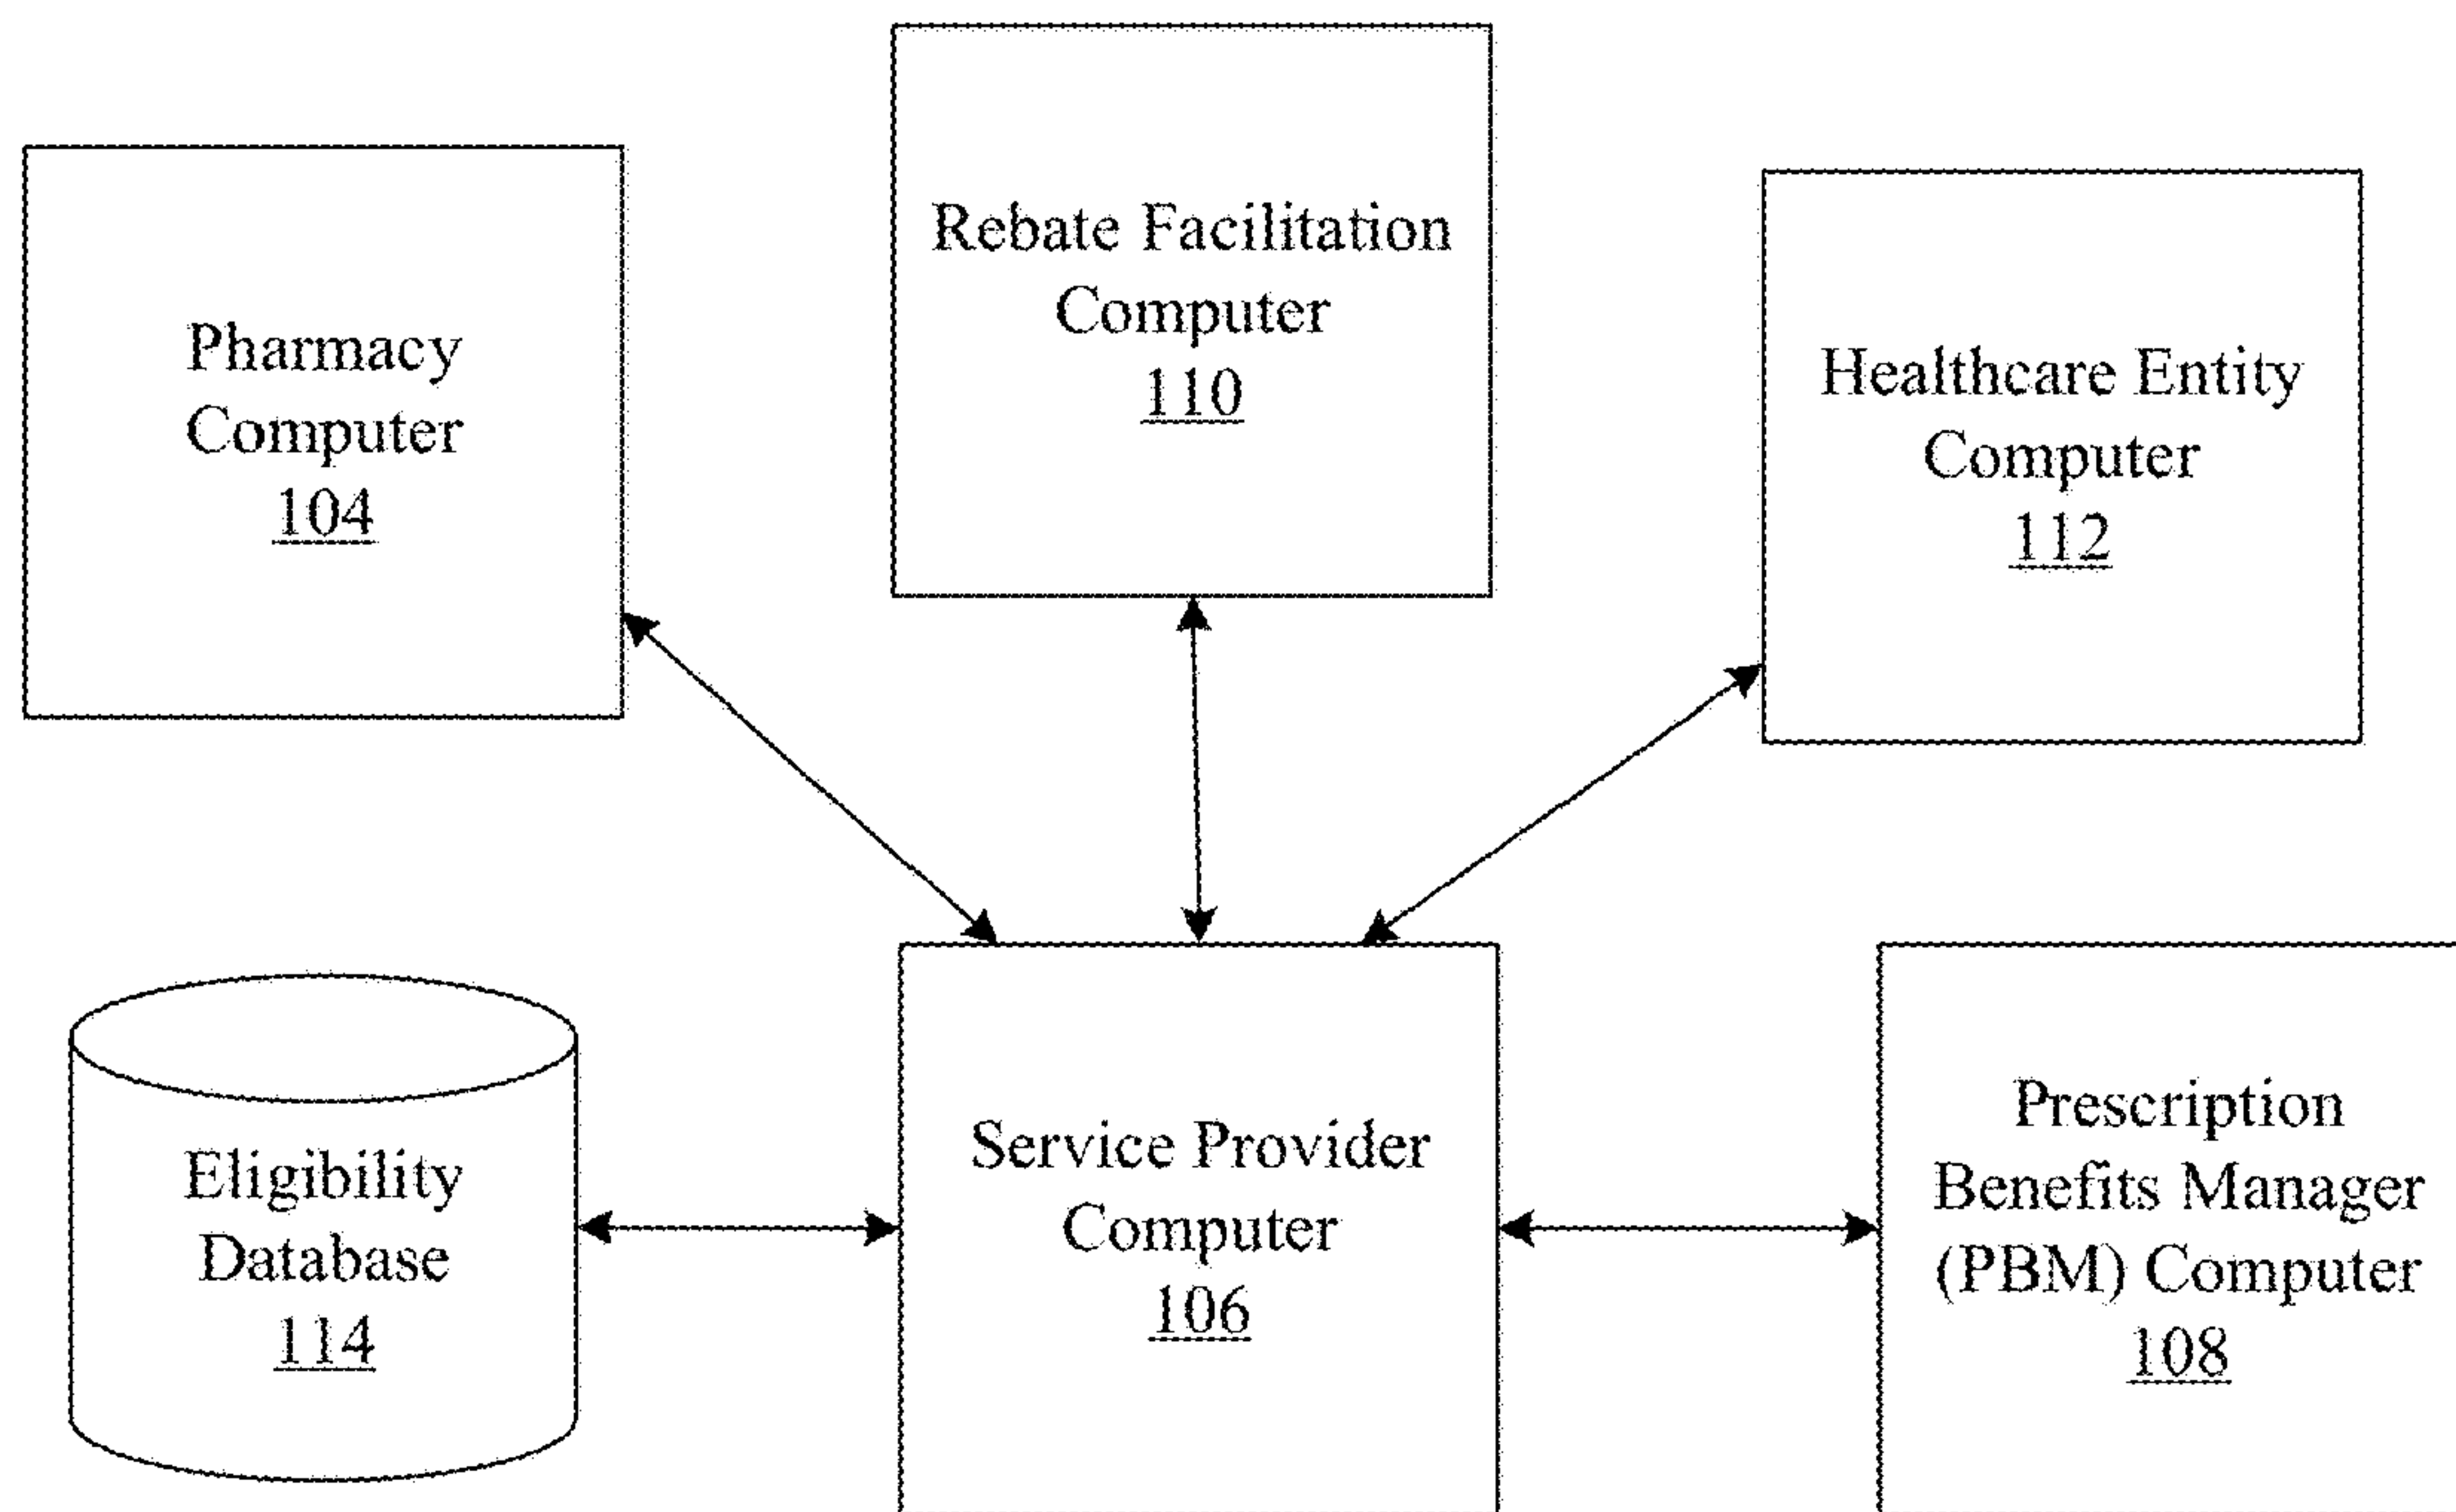 Pharmacy
Computer
104
Rebate Facilitation
Computer
110
Healthcare Entity
Computer
112
Eligibility
Database
114
Service Provider
Computer
106
Prescription
Benefits Manager
(PBM) Computer
108